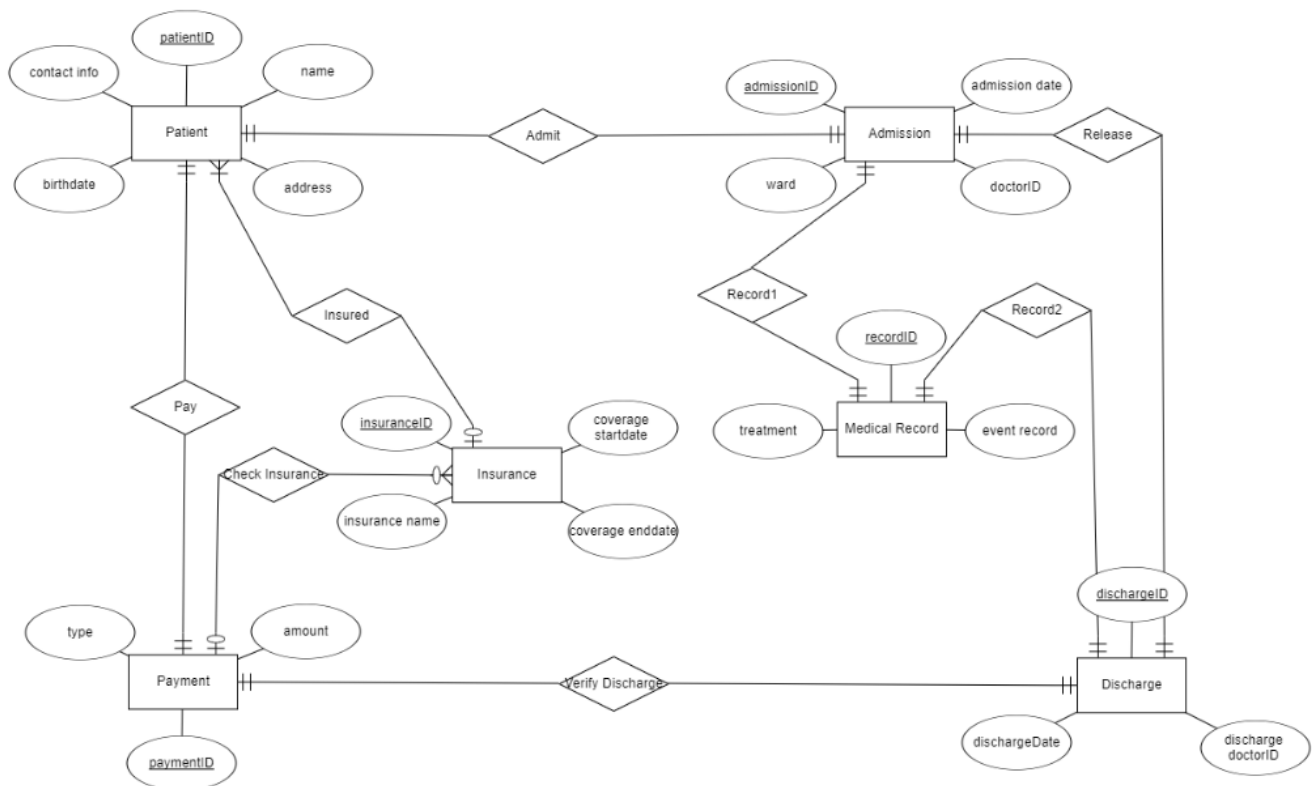 patientID
contact info
name
Patient
birthdate
address
Admit
admissionID
admission date
Admission
Release
ward
doctorID
Record1
Record2
Insured
recordID
treatment
Medical Record
event record
Pay
insuranceID
coverage
startdate
Check Insurance
Insurance
insurance name
coverage enddate
dischargeID
type
amount
Payment
Verify Discharge
Discharge
paymentID
dischargeDate
discharge
doctorID